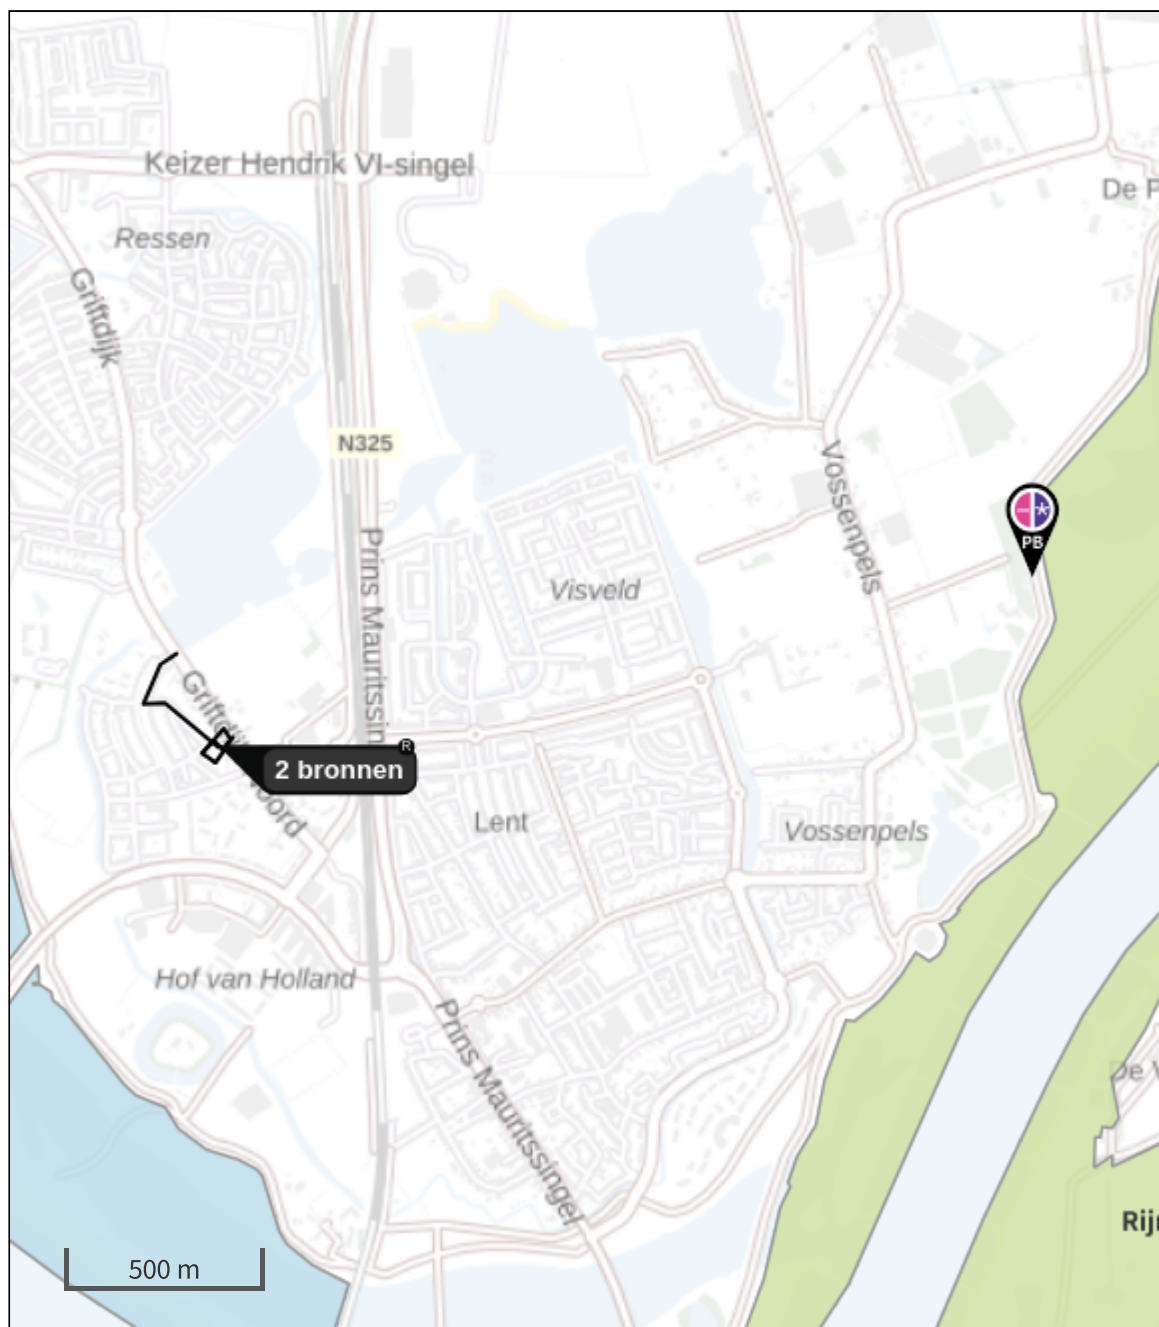 Keizer Hendrik VI-singel
De P
Ressen
Griftdijk
N325
Vossenpels
PB
Prins Mauritssin
Visveld
Griftdij
Noord
R
2 bronnen
Lent
Vossenpels
Hof van Holland
Prins Mauritssingel
De V
Rij
500 m